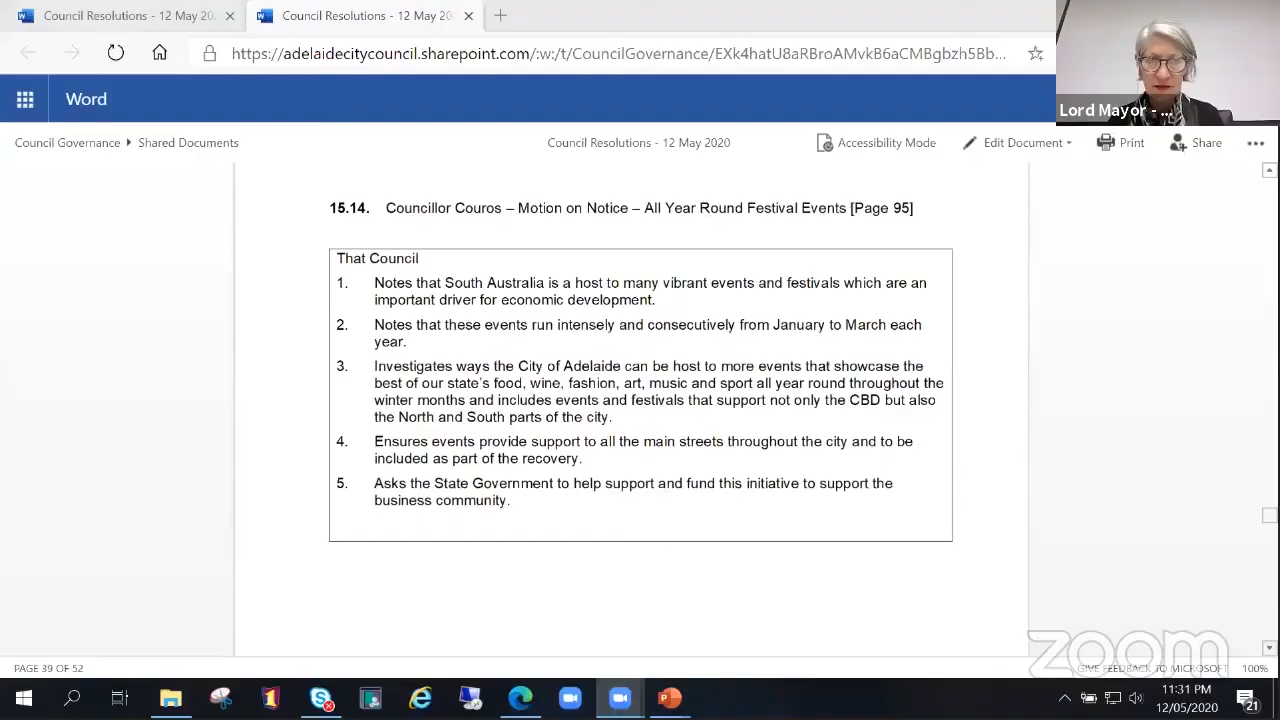 Council Resolutions - 12 May 20
Council Resolutions - 12 May 202
https://adelaidecitycouncil.sharepoint.com/:w:/t/CouncilGovernance/EXk4hatU8aRBroAMvkB6aCMBgbzh5Bb...
Lord Mayor - ...
Word
Council Governance
Shared Documents
Council Resolutions - 12 May 2020
Accessibility Mode
Edit Document
Print
Share
15.14. Councillor Couros – Motion on Notice – All Year Round Festival Events [Page 95]
That Council
1. Notes that South Australia is a host to many vibrant events and festivals which are an
important driver for economic development.
2. Notes that these events run intensely and consecutively from January to March each
year.
3. Investigates ways the City of Adelaide can be host to more events that showcase the
best of our state's food, wine, fashion, art, music and sport all year round throughout the
winter months and includes events and festivals that support not only the CBD but also
the North and South parts of the city.
4. Ensures events provide support to all the main streets throughout the city and to be
included as part of the recovery.
5. Asks the State Government to help support and fund this initiative to support the
business community.
zoom
PAGE 39 OF 52
GIVE FEEDBACK TO MICROSOFT
100%
11:31 PM
12/05/2020
21